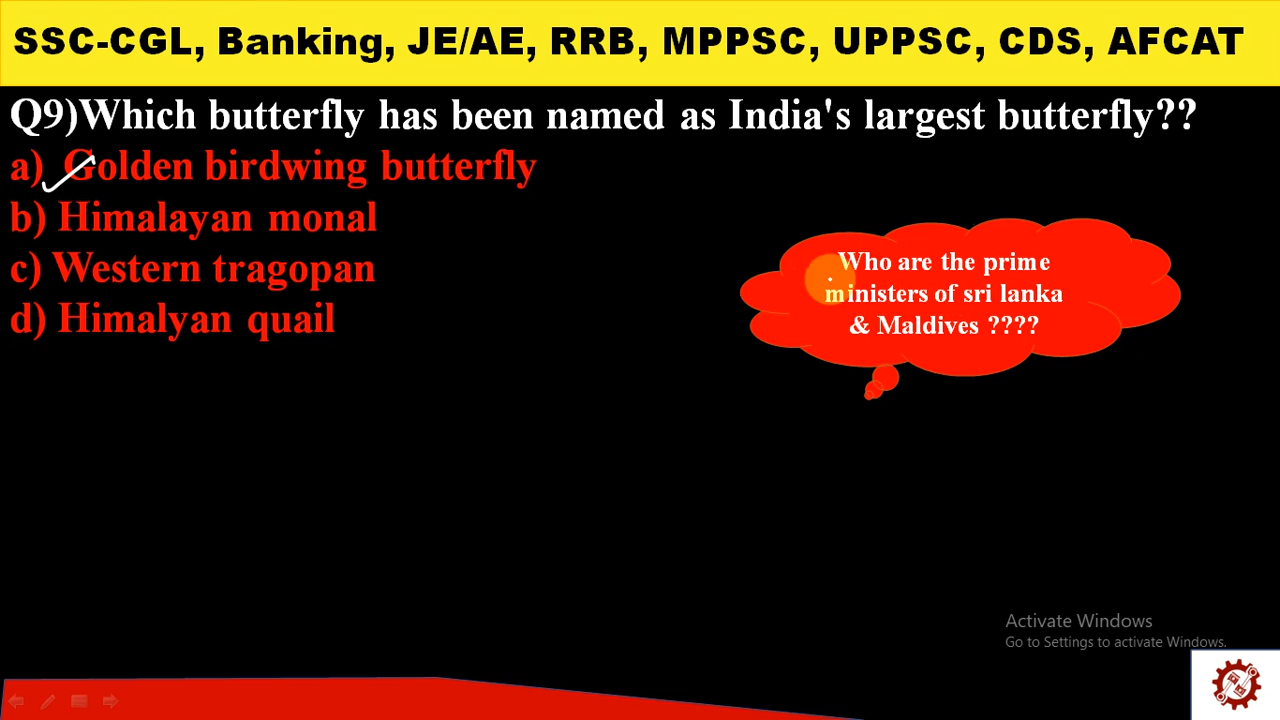 SSC-CGL, Banking, JE/AE, RRB, MPPSC, UPPSC, CDS, AFCAT
Q9)Which butterfly has been named as India's largest butterfly??
a) Golden birdwing butterfly
b) Himalayan monal
c) Western tragopan
d) Himalyan quail
Who are the prime
ministers of sri lanka
& Maldives ????
Activate Windows
Go to Settings to activate Windows.